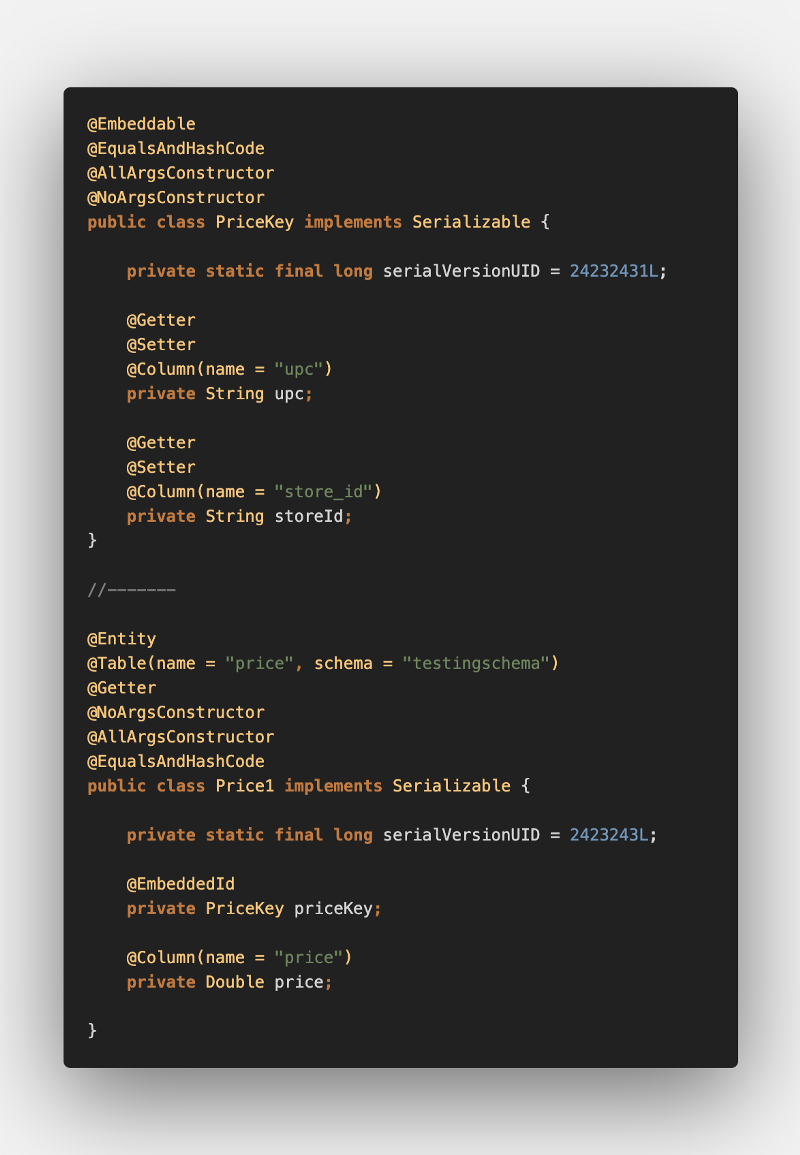 @Embeddable
@EqualsAndHashCode
@AllArgsConstructor
@NoArgsConstructor
public class PriceKey implements Serializable {
private static final long serialVersionUID = 24232431L;
@Getter
@Setter
@Column(name = "upc")
private String upc;
@Getter
@Setter
@Column(name = "store_id")
private String storeId;
}
//-------
@Entity
@Table(name = "price", schema = "testingschema")
@Getter
@NoArgsConstructor
@AllArgsConstructor
@EqualsAndHashCode
public class Price1 implements Serializable {
private static final long serialVersionUID = 2423243L;
@EmbeddedId
private PriceKey priceKey;
@Column(name = "price")
private Double price;
}